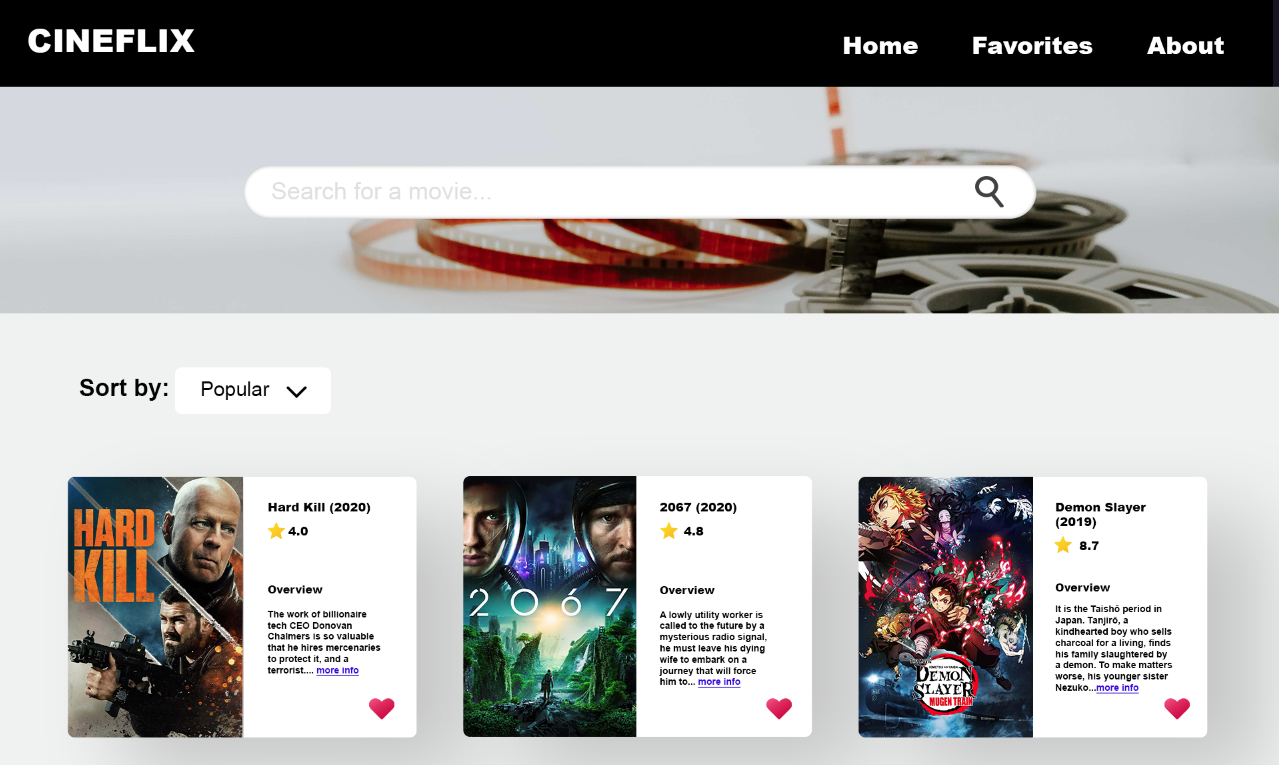 CINEFLIX
Home Favorites About
Search for a movie...
Sort by: Popular
HARD
KILL
Hard Kill (2020)
4.0
Overview
The work of billionaire
tech CEO Donovan
Chalmers is so valuable
that he hires mercenaries
to protect it, and a
terrorist.... more info
2067
2067 (2020)
4.8
Overview
A lowly utility worker is
called to the future by a
mysterious radio signal,
he must leave his dying
wife to embark on a
journey that will force
him to... more info
DEMON
SLAYER
MUGEN TRAIN
Demon Slayer
(2019)
8.7
Overview
It is the Taishō period in
Japan. Tanjirō, a
kindhearted boy who sells
charcoal for a living, finds
his family slaughtered by
a demon. To make matters
worse, his younger sister
Nezuko...more info